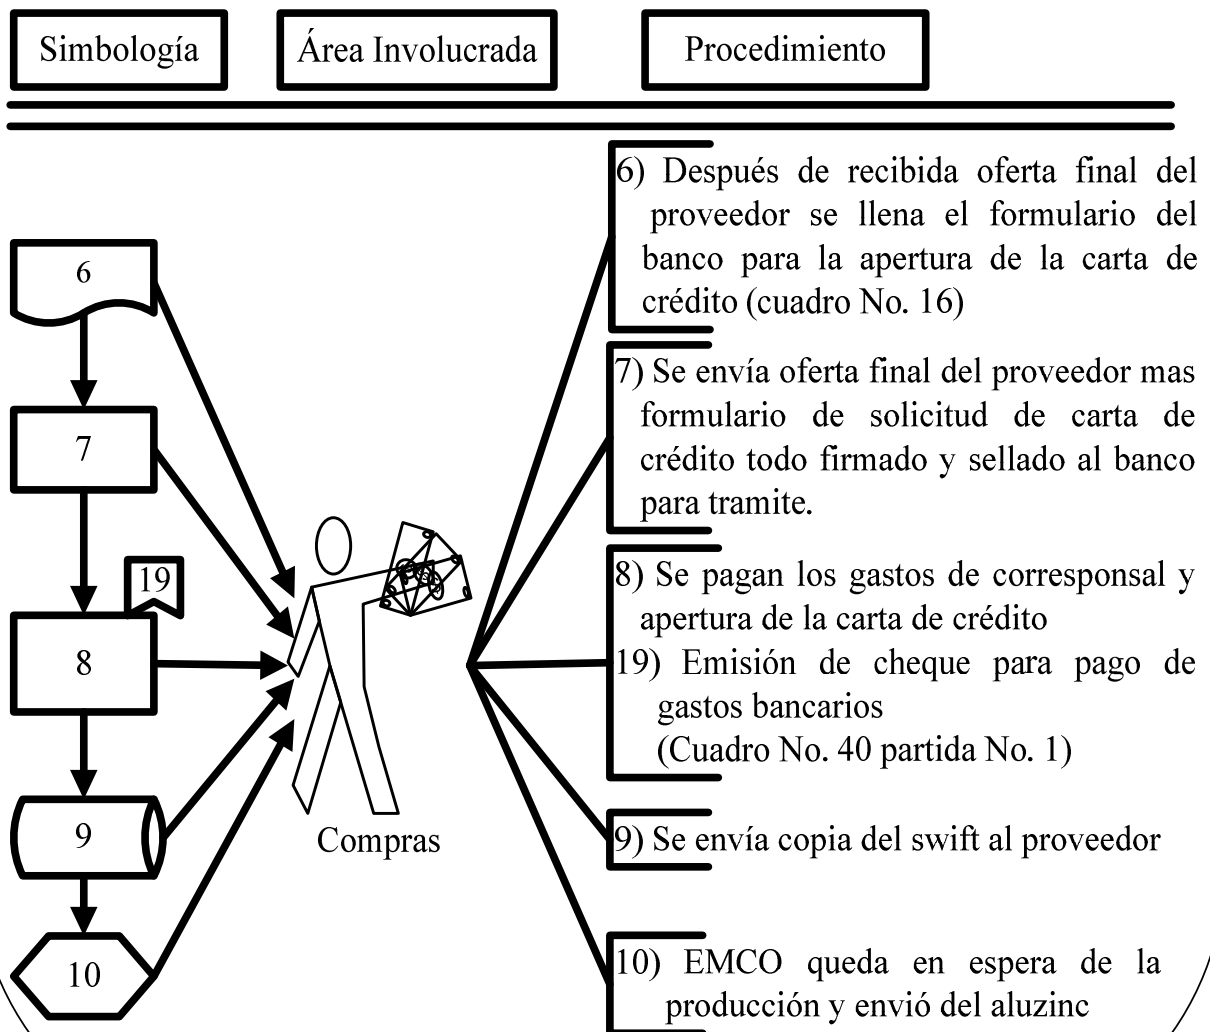 Simbología
Área Involucrada
Procedimiento
6
7
19
8
9
10
Compras
6) Después de recibida oferta final del
proveedor se llena el formulario del
banco para la apertura de la carta de
crédito (cuadro No. 16)
7) Se envía oferta final del proveedor mas
formulario de solicitud de carta de
crédito todo firmado y sellado al banco
para tramite.
8) Se pagan los gastos de corresponsal y
apertura de la carta de crédito
19) Emisión de cheque para pago de
gastos bancarios
(Cuadro No. 40 partida No. 1)
9) Se envía copia del swift al proveedor
10) EMCO queda en espera de la
producción y envió del aluzinc